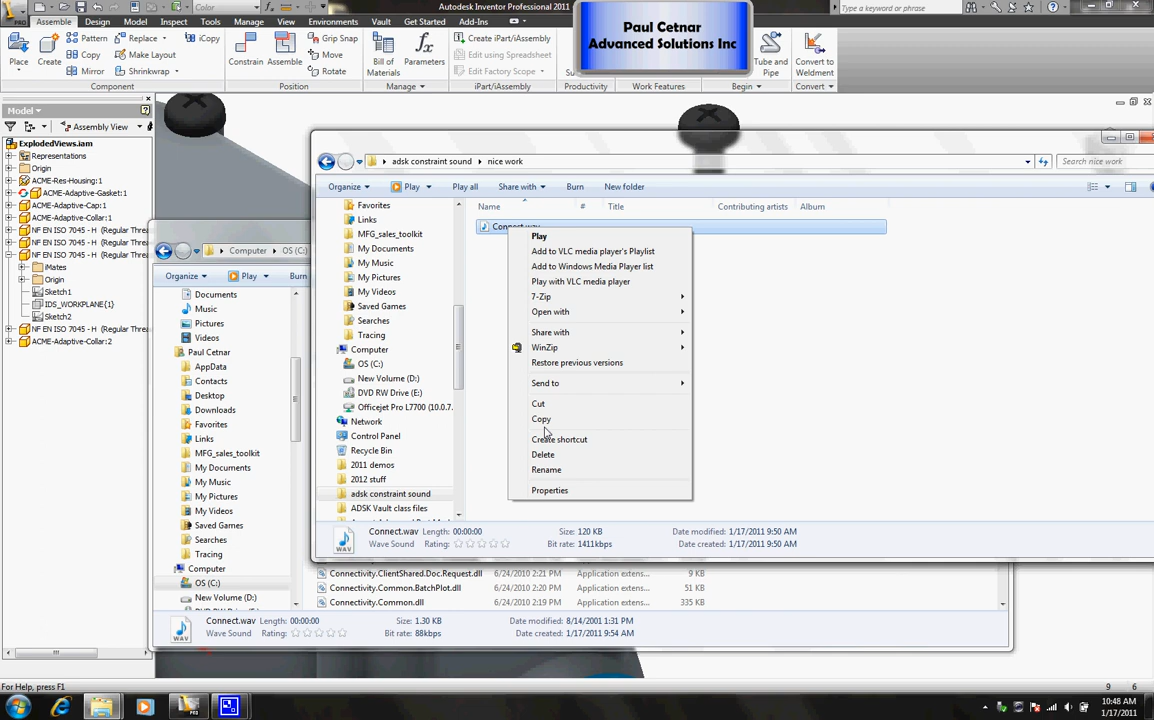 Color
Autodesk Inventor Professional 2011
Type a keyword or phrase
PRO
Assemble Design Model Inspect Tools View Environments Vault Get Started Add-Ins
Paul Cetnar
Advanced Solutions Inc
Place
Create
Pattern
Copy
Mirror
Replace
Make Layout
Shrinkwrap
iCopy
Constrain
Assemble
Grip Snap
Move
Rotate
Bill of
Materials
Parameters
Create iPart/iAssembly
Edit using Spreadsheet
Edit Factory Scope
Tube and
Pipe
Convert to
Weldment
Component Position Manage iPart/iAssembly Productivity Work Features Begin Convert
Model
Assembly View
ExplodedViews.iam
Representations
Origin
ACME-Res-Housing:1
ACME-Adaptive-Gasket:1
ACME-Adaptive-Cap:1
ACME-Adaptive-Collar:1
NF EN ISO 7045 - H (Regular Threa
NF EN ISO 7045 - H (Regular Threa
NF EN ISO 7045 - H (Regular Threa
iMates
Origin
Sketch1
IDS_WORKPLANE{1}
Sketch2
NF EN ISO 7045 - H (Regular Threa
ACME-Adaptive-Collar:2
Computer OS (C:)
Organize Play Burn
Documents
Music
Pictures
Videos
Paul Cetnar
AppData
Contacts
Desktop
Downloads
Favorites
Links
MFG_sales_toolkit
My Documents
My Music
My Pictures
My Videos
Saved Games
Searches
Tracing
Computer
OS (C:)
New Volume (D:)
adsk constraint sound nice work
Search nice work
Organize Play Play all Share with Burn New folder
Name # Title Contributing artists Album
Favorites
Links
MFG_sales_toolkit
My Documents
My Music
My Pictures
My Videos
Saved Games
Searches
Tracing
Computer
OS (C:)
New Volume (D:)
DVD RW Drive (E:)
Officejet Pro L7700 (10.0.7.
Network
Control Panel
Recycle Bin
2011 demos
2012 stuff
adsk constraint sound
ADSK Vault class files
Connect.wav
Play
Add to VLC media player's Playlist
Add to Windows Media Player list
Play with VLC media player
7-Zip
Open with
Share with
WinZip
Restore previous versions
Send to
Cut
Copy
Create shortcut
Delete
Rename
Properties
WAV
Connect.wav Length: 00:00:00 Size: 120 KB Date modified: 1/17/2011 9:50 AM
Wave Sound Rating: Bit rate: 1411kbps Date created: 1/17/2011 9:50 AM
Connectivity.ClientShared.Doc.Request.dll 6/24/2010 2:21 PM Application extens... 9 KB
Connectivity.Common.BatchPlot.dll 6/24/2010 2:20 PM Application extens... 51 KB
Connectivity.Common.dll 6/24/2010 2:19 PM Application extens... 335 KB
WAV
Connect.wav Length: 00:00:00 Size: 1.30 KB Date modified: 8/14/2001 1:31 PM
Wave Sound Rating: Bit rate: 88kbps Date created: 1/17/2011 9:54 AM
For Help, press F1
9 6
10:48 AM
1/17/2011